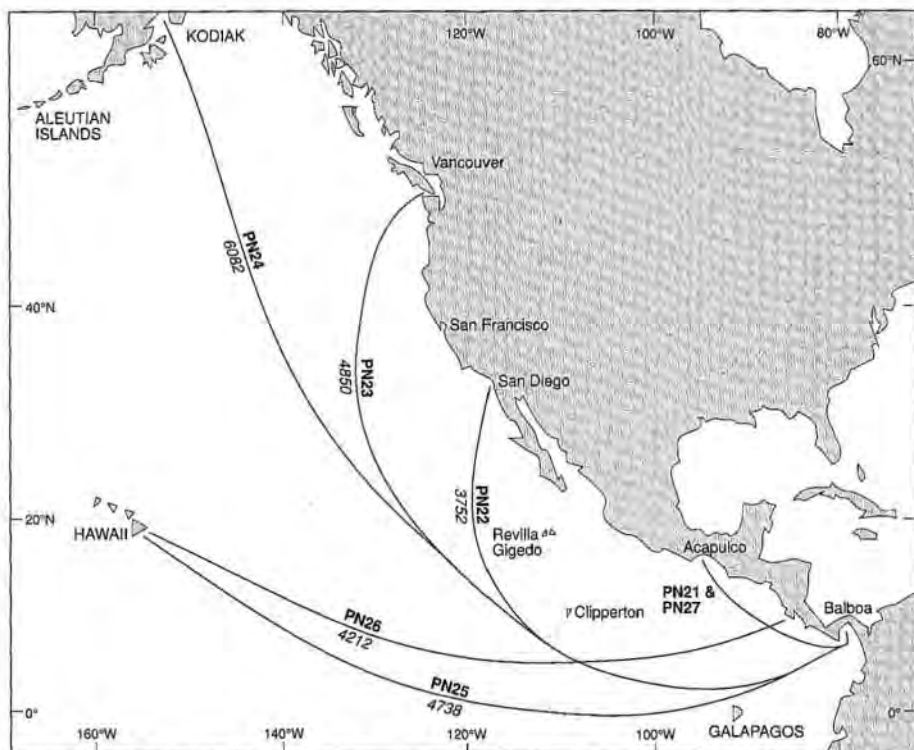 KODIAK
120°W
100°W
80°W
60°N
ALEUTIAN
ISLANDS
Vancouver
PN24
6082
40°N
San Francisco
PN23
4850
San Diego
PN22
3752
20°N
HAWAII
Revilla
Gigedo
Acapulco
PN21 &
PN27
Clipperton
Balboa
PN26
4212
PN25
4738
0°
0°
160°W
140°W
120°W
100°W
GALAPAGOS
80°W